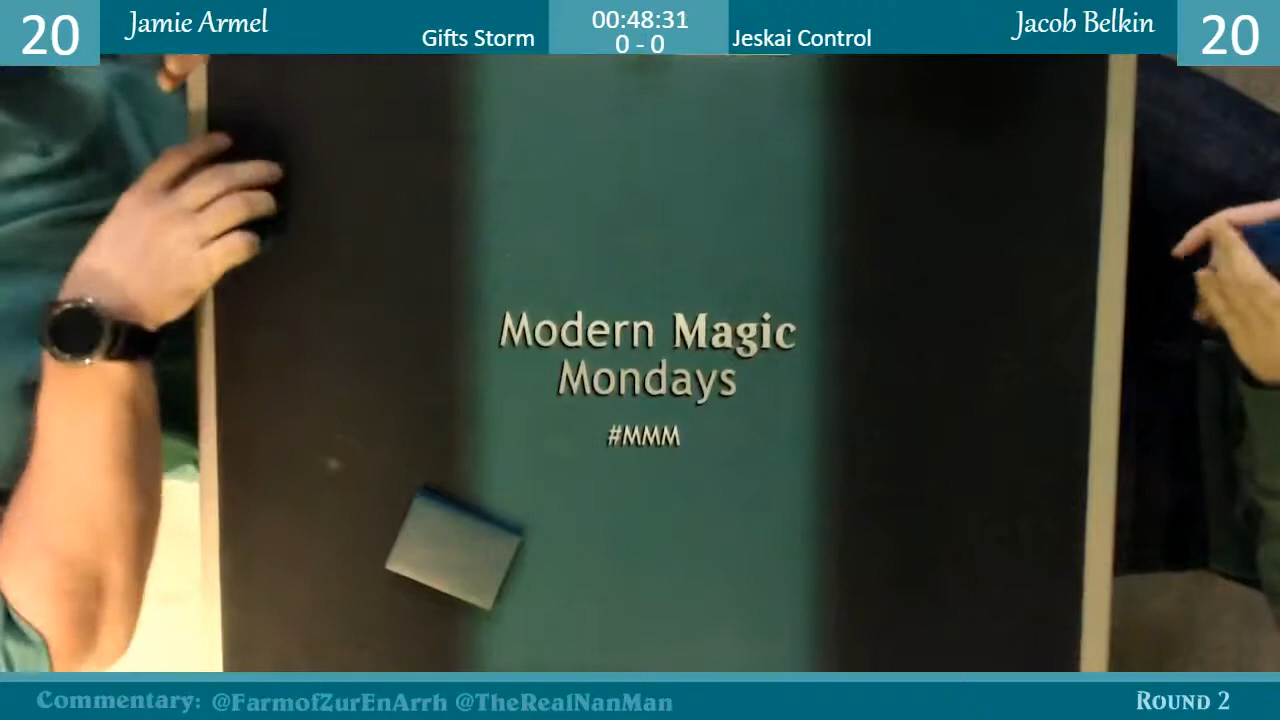 20
Jamie Armel
Gifts Storm
00:48:31
0 - 0
Jeskai Control
Jacob Belkin
20
Modern Magic
Mondays
#MMM
Commentary: @FarmofZurEnArrh @TheRealNanMan
Round 2